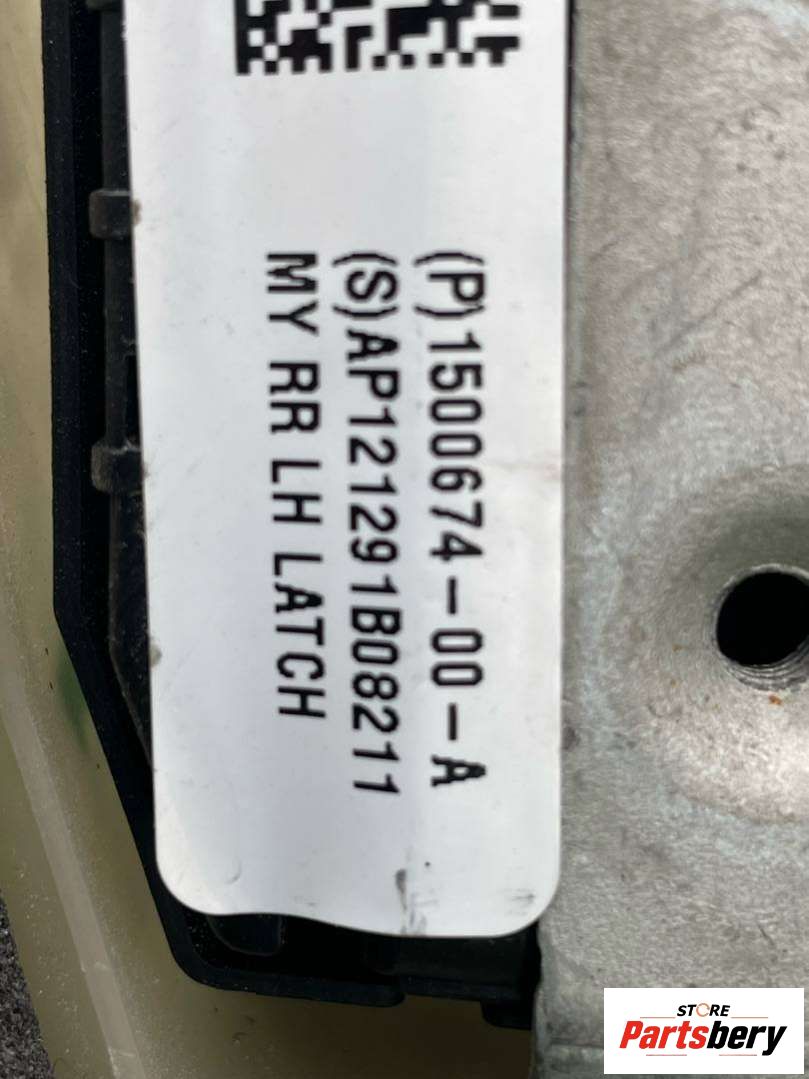 (P)1500674-00-A
(S)AP121291B08211
MY RR LH LATCH
STORE
Partsbery